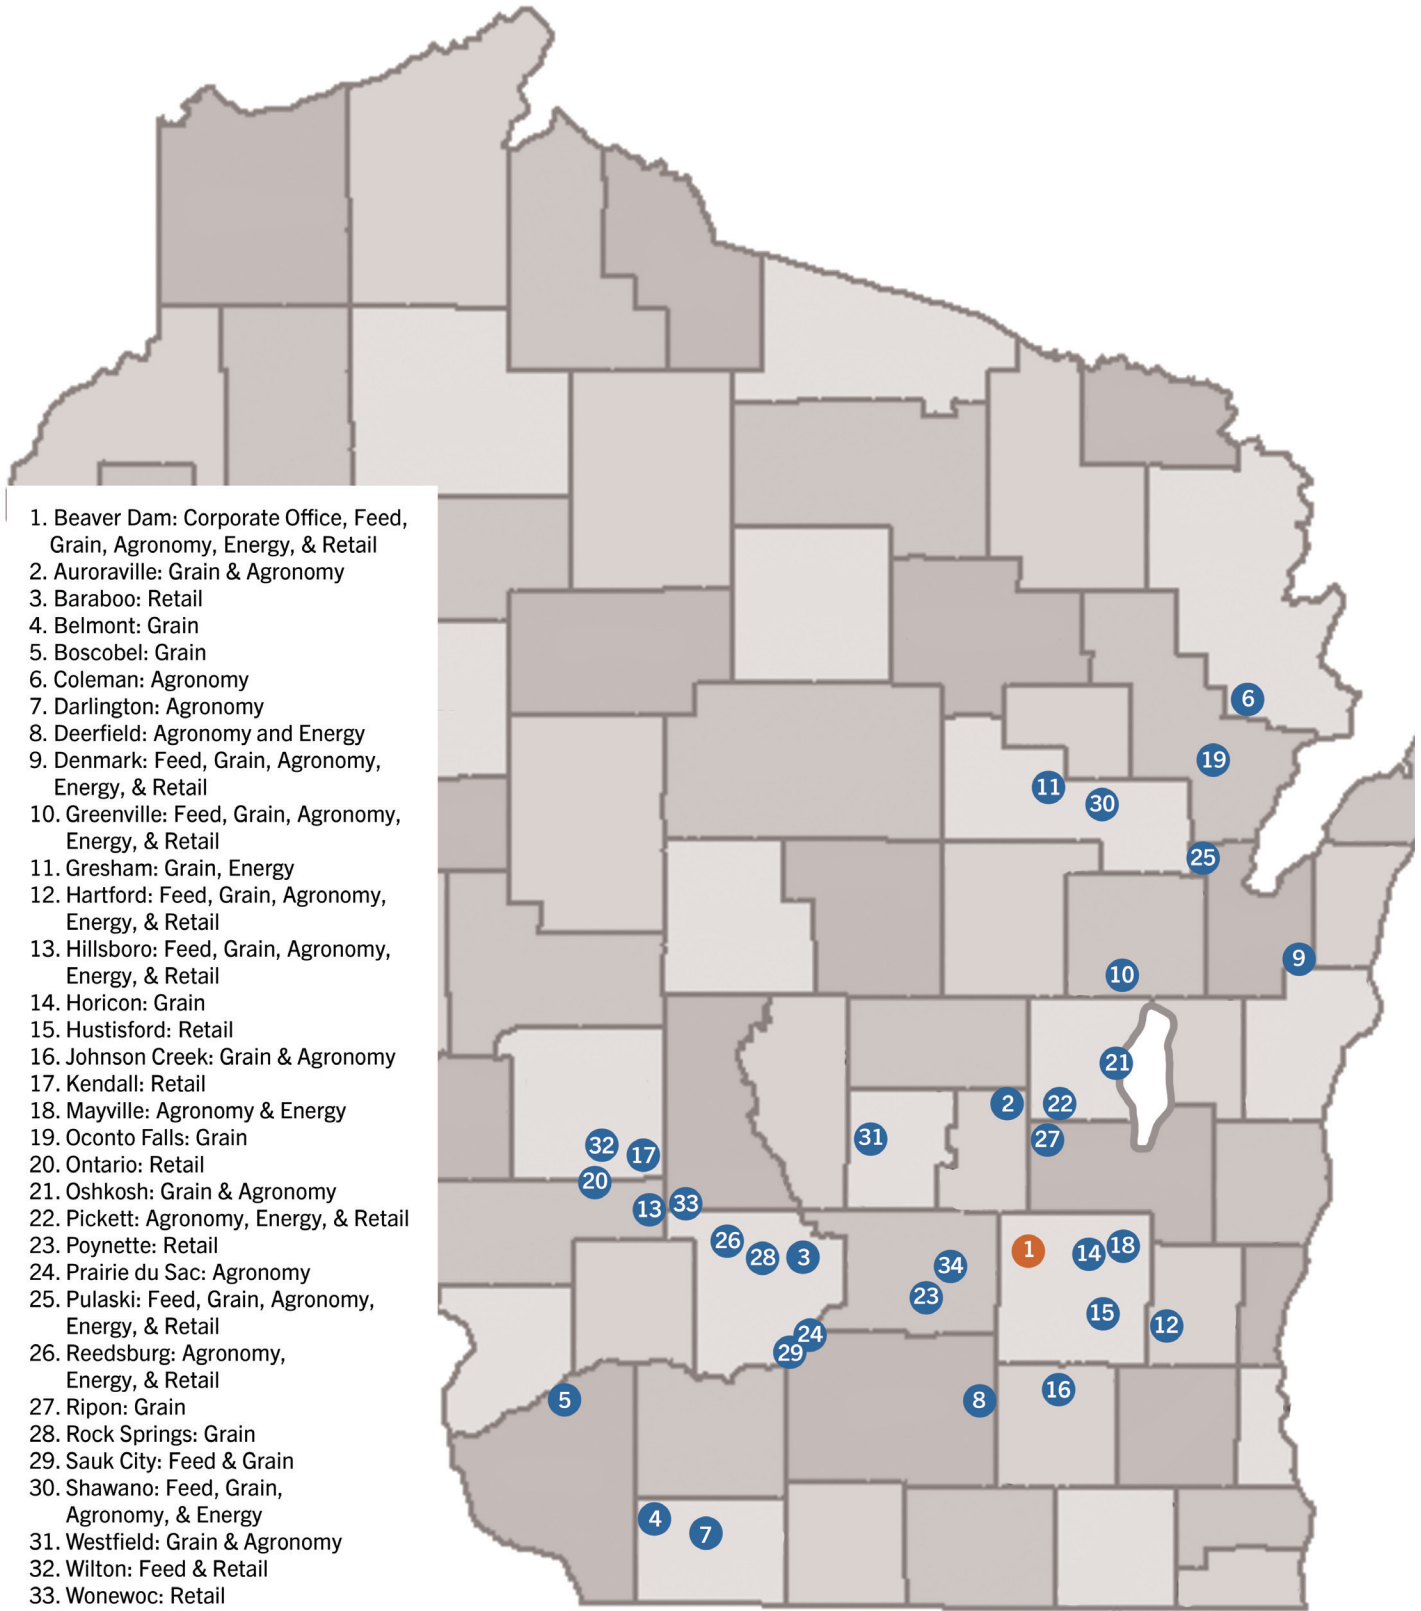 1. Beaver Dam: Corporate Office, Feed,
Grain, Agronomy, Energy, & Retail
2. Auroraville: Grain & Agronomy
3. Baraboo: Retail
4. Belmont: Grain
5. Boscobel: Grain
6. Coleman: Agronomy
7. Darlington: Agronomy
8. Deerfield: Agronomy and Energy
9. Denmark: Feed, Grain, Agronomy,
Energy, & Retail
10. Greenville: Feed, Grain, Agronomy,
Energy, & Retail
11. Gresham: Grain, Energy
12. Hartford: Feed, Grain, Agronomy,
Energy, & Retail
13. Hillsboro: Feed, Grain, Agronomy,
Energy, & Retail
14. Horicon: Grain
15. Hustisford: Retail
16. Johnson Creek: Grain & Agronomy
17. Kendall: Retail
18. Mayville: Agronomy & Energy
19. Oconto Falls: Grain
20. Ontario: Retail
21. Oshkosh: Grain & Agronomy
22. Pickett: Agronomy, Energy, & Retail
23. Poynette: Retail
24. Prairie du Sac: Agronomy
25. Pulaski: Feed, Grain, Agronomy,
Energy, & Retail
26. Reedsburg: Agronomy,
Energy, & Retail
27. Ripon: Grain
28. Rock Springs: Grain
29. Sauk City: Feed & Grain
30. Shawano: Feed, Grain,
Agronomy, & Energy
31. Westfield: Grain & Agronomy
32. Wilton: Feed & Retail
33. Wonewoc: Retail
6
19
11
30
25
9
10
21
2
22
31
27
32
17
20
13
33
26
28
3
34
23
1
14
18
15
12
24
29
5
8
16
4
7